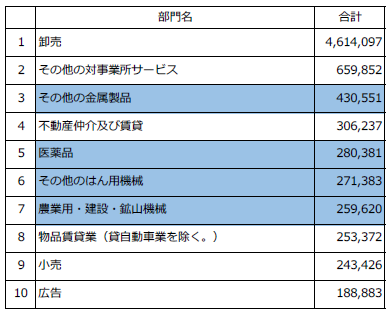 部門名 合計
1 卸売 4,614,097
2 その他の対事業所サービス 659,852
3 その他の金属製品 430,551
4 不動産仲介及び賃貸 306,237
5 医薬品 280,381
6 その他のはん用機械 271,383
7 農業用・建設・鉱山機械 259,620
8 物品賃貸業（貸自動車業を除く。） 253,372
9 小売 243,426
10 広告 188,883